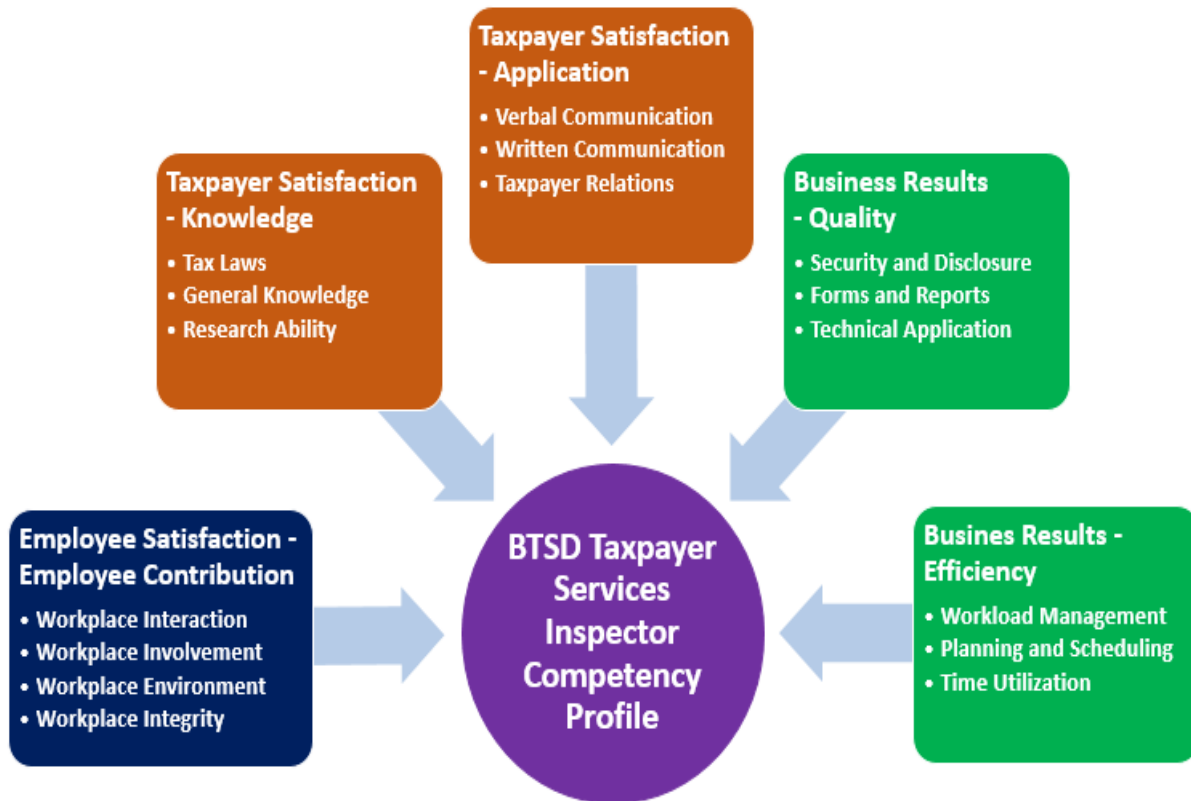 Taxpayer Satisfaction
- Application
• Verbal Communication
• Written Communication
• Taxpayer Relations
Taxpayer Satisfaction
- Knowledge
• Tax Laws
• General Knowledge
• Research Ability
Business Results
- Quality
• Security and Disclosure
• Forms and Reports
• Technical Application
Employee Satisfaction -
Employee Contribution
• Workplace Interaction
• Workplace Involvement
• Workplace Environment
• Workplace Integrity
BTSD Taxpayer
Services
Inspector
Competency
Profile
Busines Results -
Efficiency
• Workload Management
• Planning and Scheduling
• Time Utilization